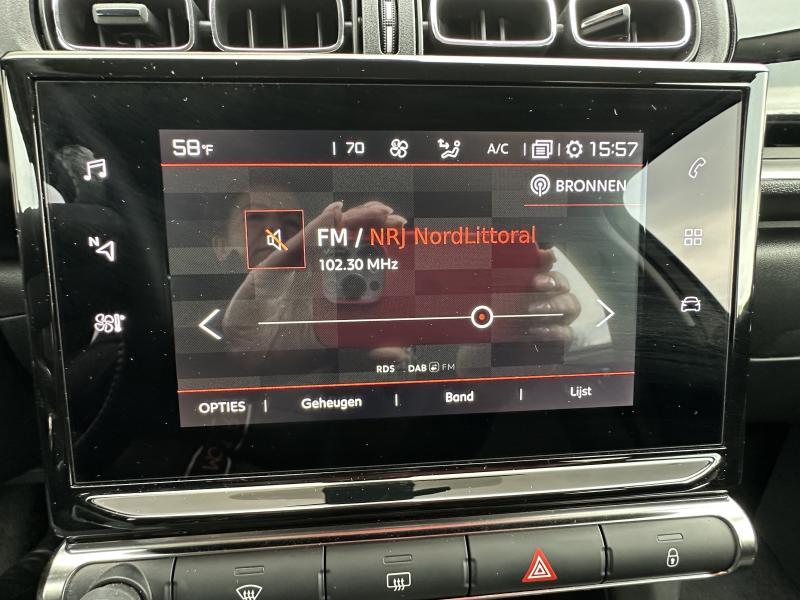 58°F | 70 A/C | | 15:57
BRONNEN
FM / NRJ NordLittoral
102.30 MHz
N
RDS DAB FM
OPTIES | Geheugen | Band | Lijst